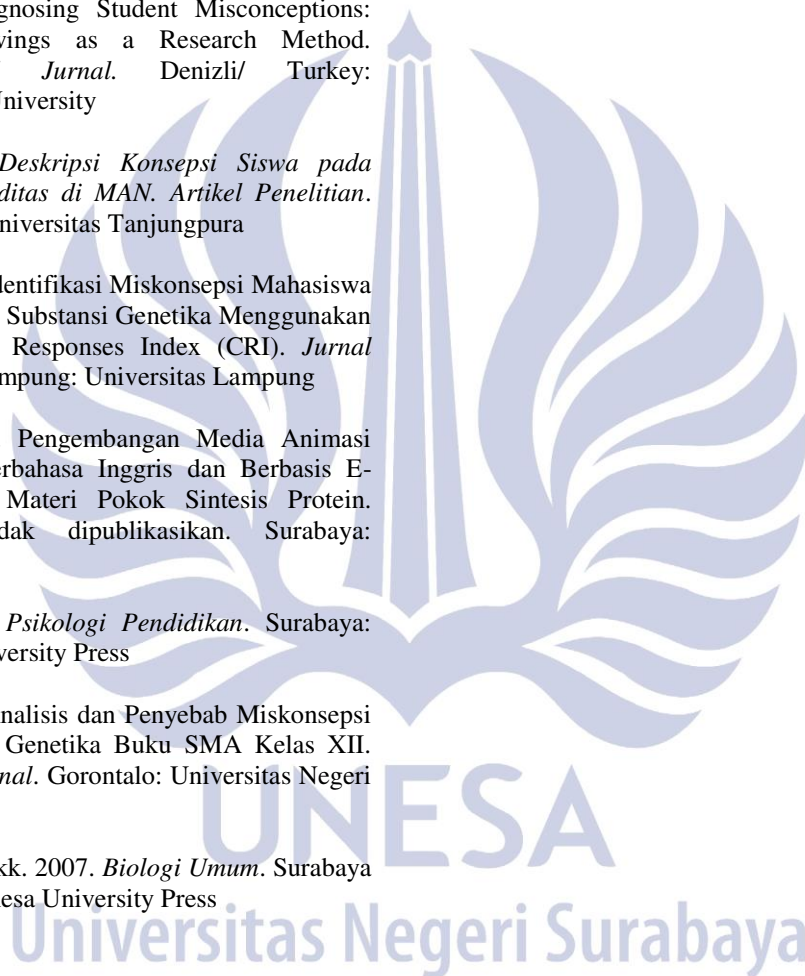 gnosing Student Misconceptions:
wings as a Research Method.
Jurnal. Denizli/ Turkey:
University
Deskripsi Konsepsi Siswa pada
ditas di MAN. Artikel Penelitian.
niversitas Tanjungpura
dentifikasi Miskonsepsi Mahasiswa
Substansi Genetika Menggunakan
Responses Index (CRI). Jurnal
mpung: Universitas Lampung
Pengembangan Media Animasi
erbahasa Inggris dan Berbasis E-
Materi Pokok Sintesis Protein.
dak dipublikasikan. Surabaya:
Psikologi Pendidikan. Surabaya:
versity Press
nalisis dan Penyebab Miskonsepsi
Genetika Buku SMA Kelas XII.
nal. Gorontalo: Universitas Negeri
kk. 2007. Biologi Umum. Surabaya
nesa University Press
UNESA
Universitas Negeri Surabaya